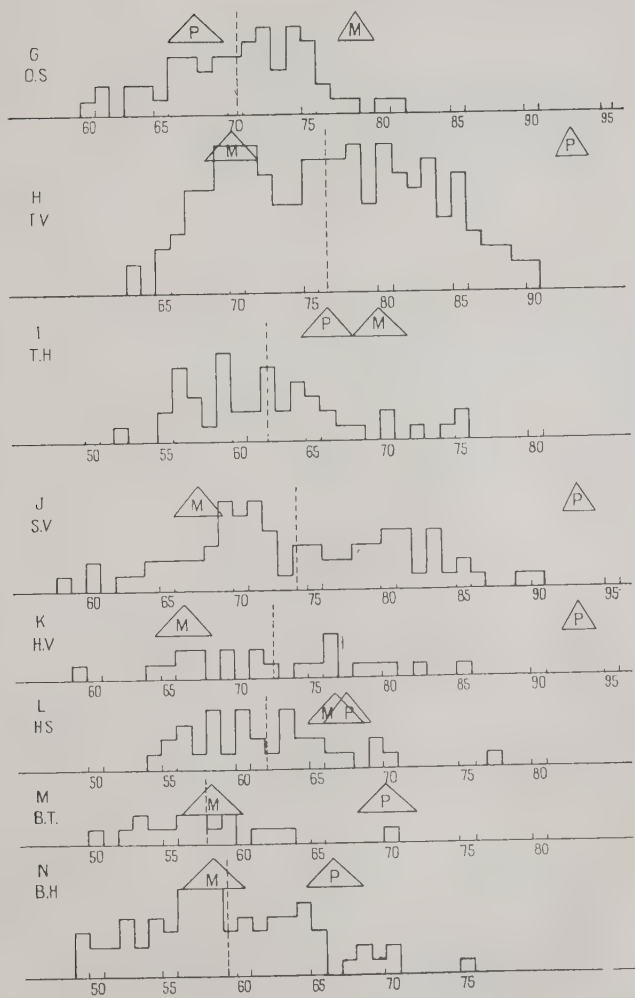 P M
G
O.S
60 65 70 75 80 85 90 95
M P
H
T.V
65 70 75 80 85 90
P M
I
T.H
50 55 60 65 70 75 80
J M P
S.V
60 65 70 75 80 85 90 95
K M P
H.V
60 65 70 75 80 85 90 95
L M P
H.S
50 55 60 65 70 75 80
M M P
B.T.
50 55 60 65 70 75 80
N M P
B.H
50 55 60 65 70 75